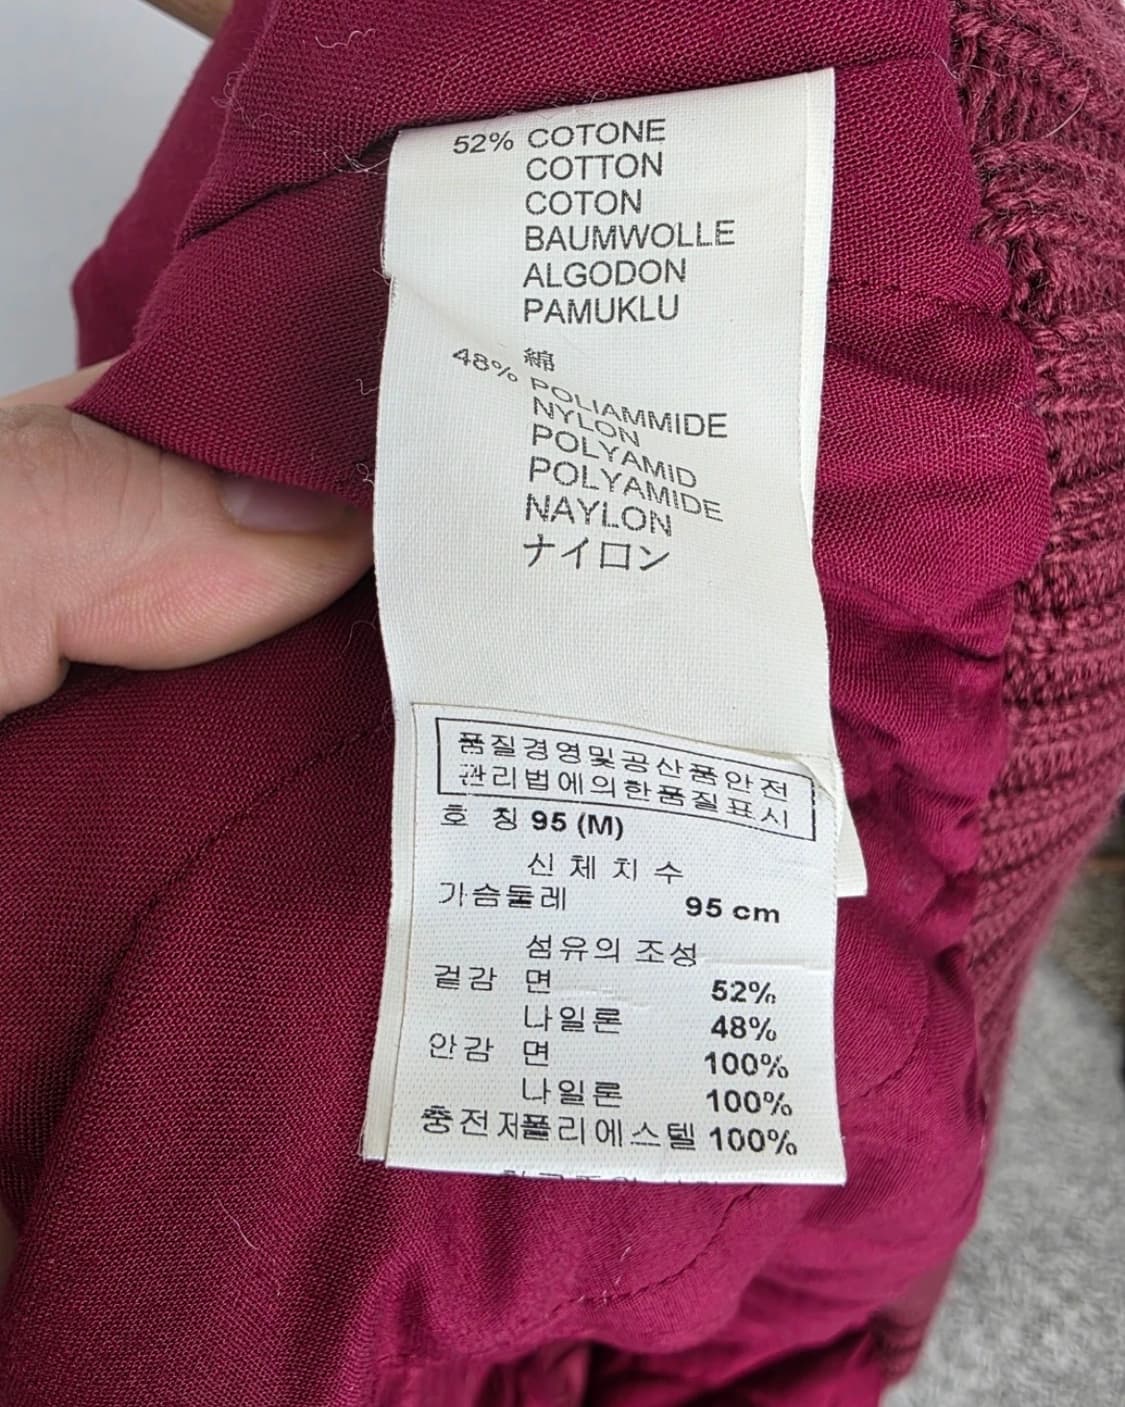 52% COTONE
COTTON
COTON
BAUMWOLLE
ALGODON
PAMUKLU
綿
48% POLIAMMIDE
NYLON
POLYAMID
POLYAMIDE
NAYLON
ナイロン
품질경영및공산품안전
관리법에의한품질표시
호 칭 95 (M)
신 체 치 수
가슴둘레 95 cm
섬유의 조성
겉감 면 52%
나일론 48%
안감 면 100%
나일론 100%
충전재폴리에스텔 100%